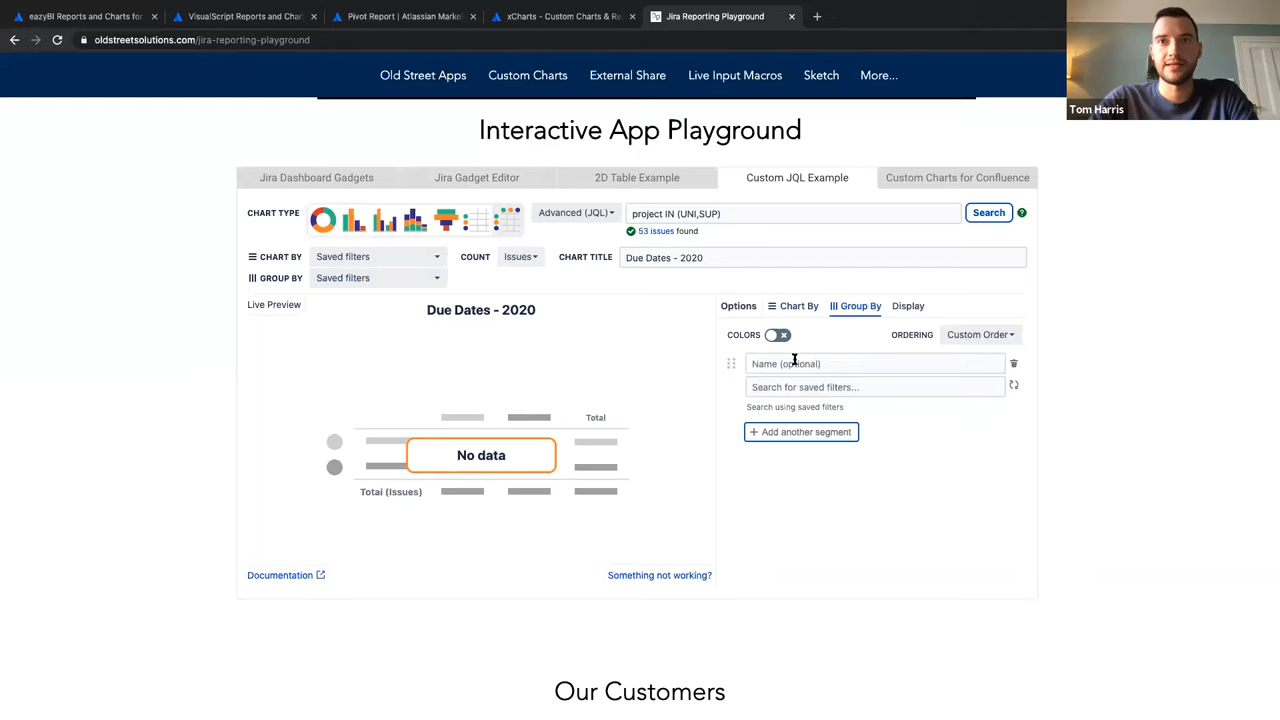 eazyBI Reports and Charts for
VisualScript Reports and Char
Pivot Report | Atlassian Market
xCharts - Custom Charts & Re
Jira Reporting Playground
oldstreetsolutions.com/jira-reporting-playground
Tom Harris
Old Street Apps Custom Charts External Share Live Input Macros Sketch More...
Interactive App Playground
Jira Dashboard Gadgets Jira Gadget Editor 2D Table Example Custom JQL Example Custom Charts for Confluence
CHART TYPE Advanced (JQL) project IN (UNI,SUP) Search
53 issues found
CHART BY Saved filters COUNT Issues CHART TITLE Due Dates - 2020
GROUP BY Saved filters
Live Preview
Due Dates - 2020
Total
No data
Total (Issues)
Documentation
Something not working?
Options Chart By Group By Display
COLORS ORDERING Custom Order
Name (optional)
Search for saved filters...
Search using saved filters
+ Add another segment
Our Customers